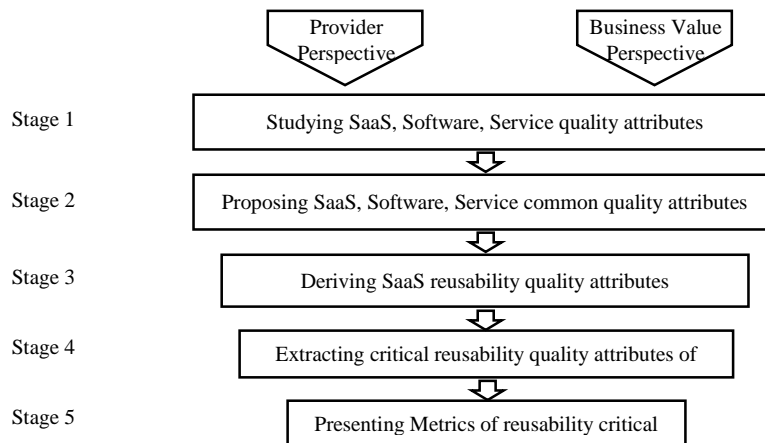 Provider
Perspective
Business Value
Perspective
Stage 1
Studying SaaS, Software, Service quality attributes
Stage 2
Proposing SaaS, Software, Service common quality attributes
Stage 3
Deriving SaaS reusability quality attributes
Stage 4
Extracting critical reusability quality attributes of
Stage 5
Presenting Metrics of reusability critical